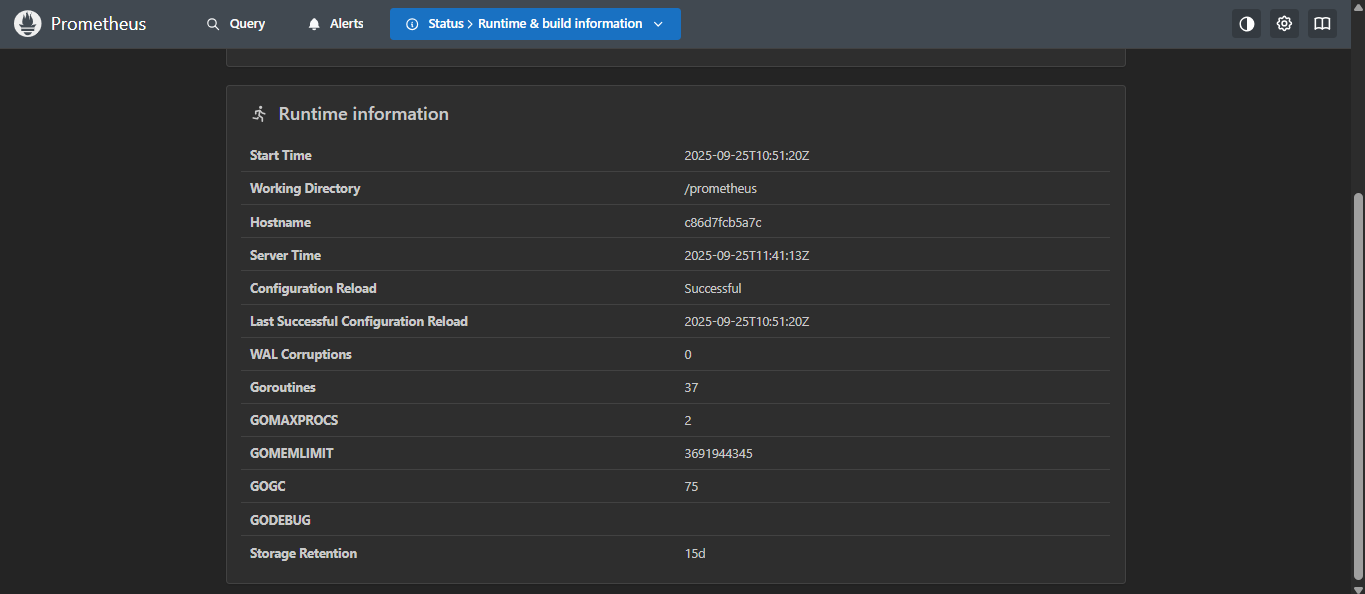 Prometheus Query Alerts Status > Runtime & build information
Runtime information
Start Time 2025-09-25T10:51:20Z
Working Directory /prometheus
Hostname c86d7fcb5a7c
Server Time 2025-09-25T11:41:13Z
Configuration Reload Successful
Last Successful Configuration Reload 2025-09-25T10:51:20Z
WAL Corruptions 0
Goroutines 37
GOMAXPROCS 2
GOMEMLIMIT 3691944345
GOGC 75
GODEBUG
Storage Retention 15d